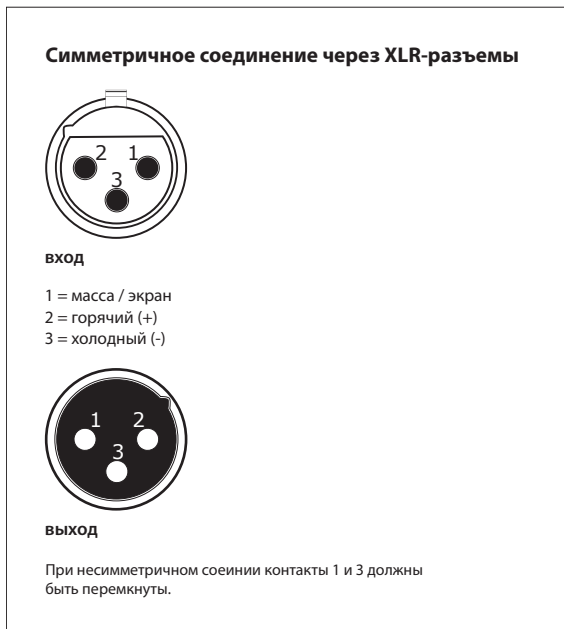 Симметричное соединение через XLR-разъемы
2 1
3
вход
1 = масса / экран
2 = горячий (+)
3 = холодный (-)
1 2
3
выход
При несимметричном соеинии контакты 1 и 3 должны
быть перемкнуты.